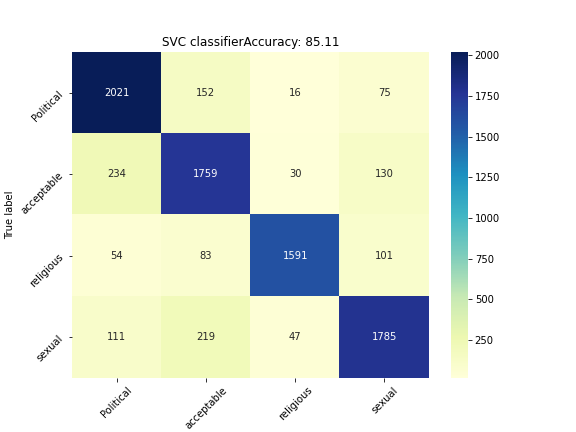 SVC classifierAccuracy: 85.11
True label
Political 2021 152 16 75
acceptable 234 1759 30 130
religious 54 83 1591 101
sexual 111 219 47 1785
Political acceptable religious sexual
2000
1750
1500
1250
1000
750
500
250